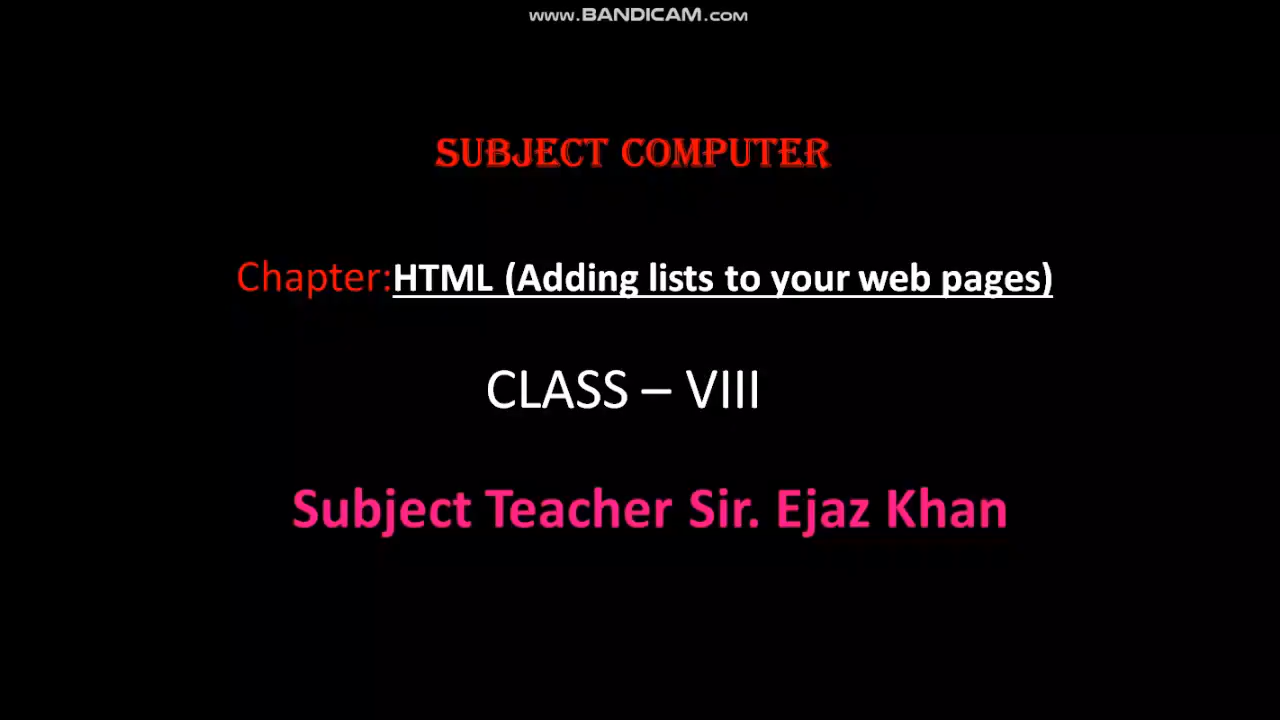 www.BANDICAM.com
SUBJECT COMPUTER
Chapter:HTML (Adding lists to your web pages)
CLASS – VIII
Subject Teacher Sir. Ejaz Khan